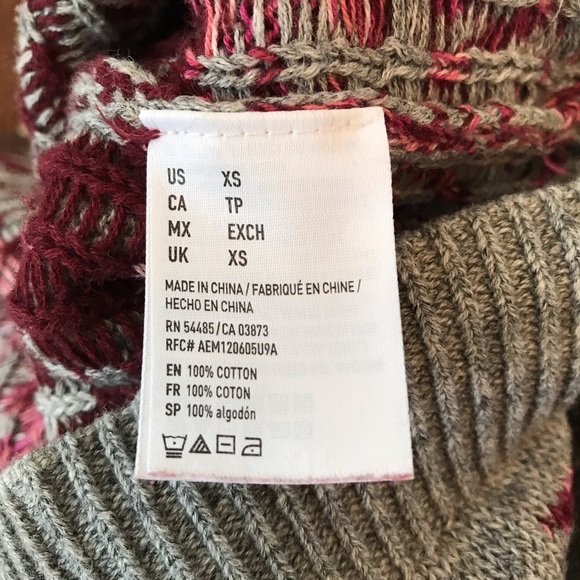 US XS
CA TP
MX EXCH
UK XS
MADE IN CHINA / FABRIQUÉ EN CHINE /
HECHO EN CHINA
RN 54485 / CA 03873
RFC# AEM120605U9A
EN 100% COTTON
FR 100% COTON
SP 100% algodón